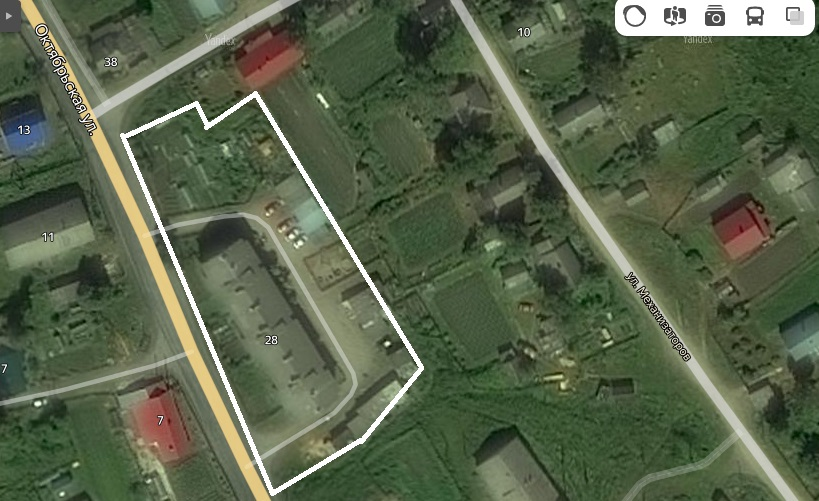 10
Yandex
Yandex
38
Октябрьская ул.
13
11
28
7
7
ул. Механизаторов